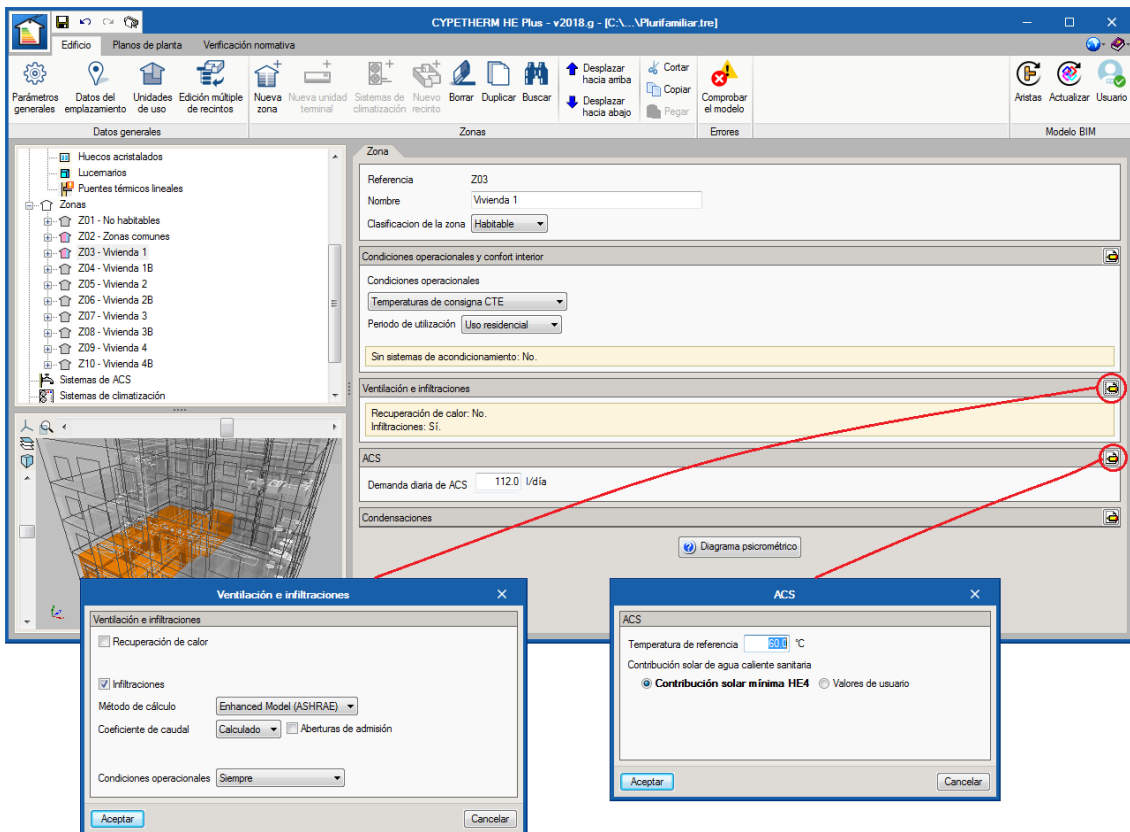 CYPETHERM HE Plus - v2018.g - [C:\...\Plurifamiliar.tre]
Edificio Planos de planta Verificación normativa
Parámetros generales
Datos del emplazamiento
Unidades de uso
Edición múltiple de recintos
Nueva zona
Nueva unidad terminal
Sistemas de climatización
Nuevo recinto
Borrar
Duplicar
Buscar
Desplazar hacia arriba
Desplazar hacia abajo
Cortar
Copiar
Pegar
Comprobar el modelo
Aristas
Actualizar
Usuario
Datos generales
Zonas
Errores
Modelo BIM
Huecos acristalados
Lucernarios
Puentes térmicos lineales
Zonas
Z01 - No habitables
Z02 - Zonas comunes
Z03 - Vivienda 1
Z04 - Vivienda 1B
Z05 - Vivienda 2
Z06 - Vivienda 2B
Z07 - Vivienda 3
Z08 - Vivienda 3B
Z09 - Vivienda 4
Z10 - Vivienda 4B
Sistemas de ACS
Sistemas de climatización
Zona
Referencia Z03
Nombre Vivienda 1
Clasificacion de la zona Habitable
Condiciones operacionales y confort interior
Condiciones operacionales
Temperaturas de consigna CTE
Periodo de utilización Uso residencial
Sin sistemas de acondicionamiento: No.
Ventilación e infiltraciones
Recuperación de calor: No.
Infiltraciones: Sí.
ACS
Demanda diaria de ACS 112.0 l/día
Condensaciones
Diagrama psicrométrico
Ventilación e infiltraciones
Ventilación e infiltraciones
Recuperación de calor
Infiltraciones
Método de cálculo Enhanced Model (ASHRAE)
Coeficiente de caudal Calculado Aberturas de admisión
Condiciones operacionales Siempre
Aceptar Cancelar
ACS
ACS
Temperatura de referencia 60.0 °C
Contribución solar de agua caliente sanitaria
Contribución solar mínima HE4 Valores de usuario
Aceptar Cancelar